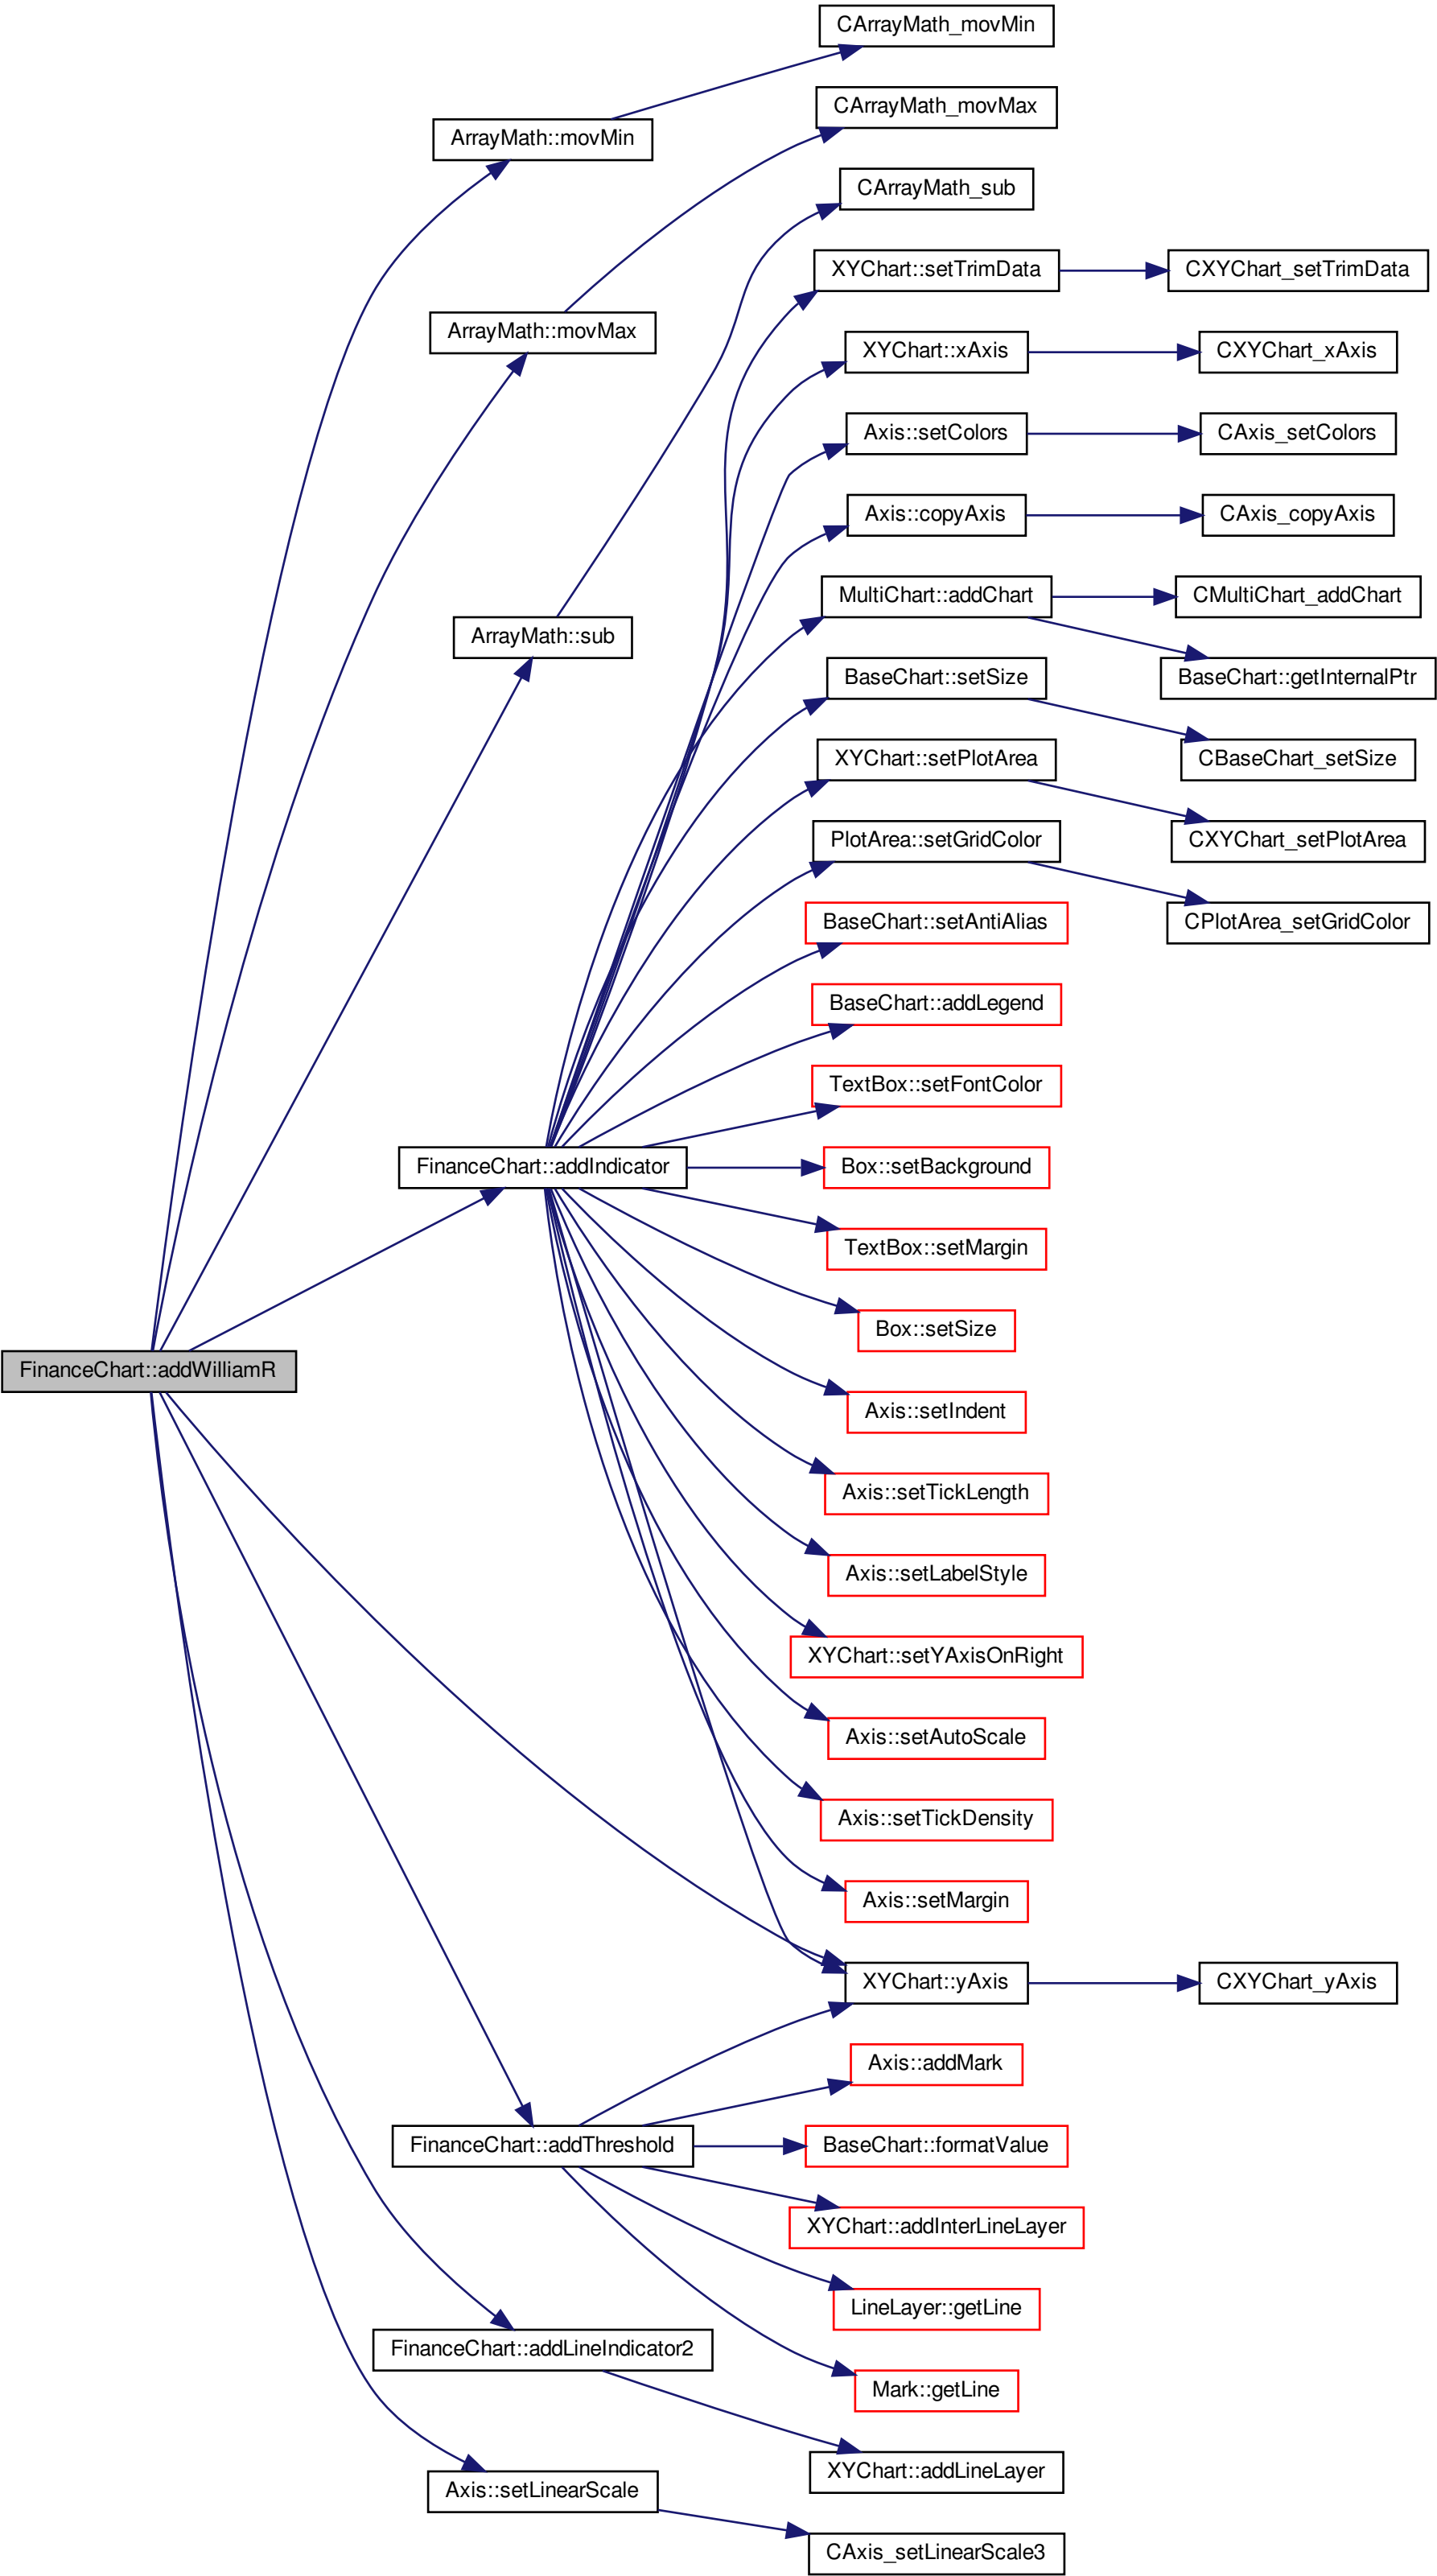 CArrayMath_movMin
CArrayMath_movMax
ArrayMath::movMin
CArrayMath_sub
XYChart::setTrimData
CXYChart_setTrimData
ArrayMath::movMax
XYChart::xAxis
CXYChart_xAxis
Axis::setColors
CAxis_setColors
Axis::copyAxis
CAxis_copyAxis
MultiChart::addChart
CMultiChart_addChart
ArrayMath::sub
BaseChart::setSize
BaseChart::getInternalPtr
XYChart::setPlotArea
CBaseChart_setSize
PlotArea::setGridColor
CXYChart_setPlotArea
BaseChart::setAntiAlias
CPlotArea_setGridColor
BaseChart::addLegend
TextBox::setFontColor
FinanceChart::addIndicator
Box::setBackground
TextBox::setMargin
Box::setSize
FinanceChart::addWilliamR
Axis::setIndent
Axis::setTickLength
Axis::setLabelStyle
XYChart::setYAxisOnRight
Axis::setAutoScale
Axis::setTickDensity
Axis::setMargin
XYChart::yAxis
CXYChart_yAxis
Axis::addMark
FinanceChart::addThreshold
BaseChart::formatValue
XYChart::addInterLineLayer
LineLayer::getLine
FinanceChart::addLineIndicator2
Mark::getLine
XYChart::addLineLayer
Axis::setLinearScale
CAxis_setLinearScale3